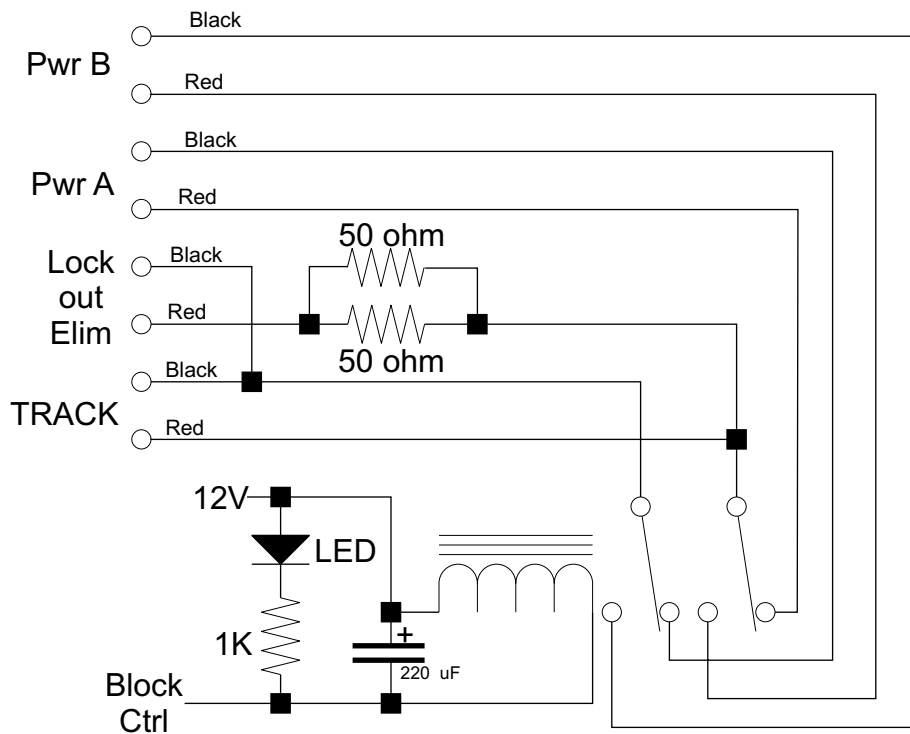 Black
Pwr B
Red
Black
Pwr A
Red
50 ohm
Black
Lock
out
Elim
Red
50 ohm
Black
TRACK
Red
12V
LED
1K
+
220 uF
Block
Ctrl